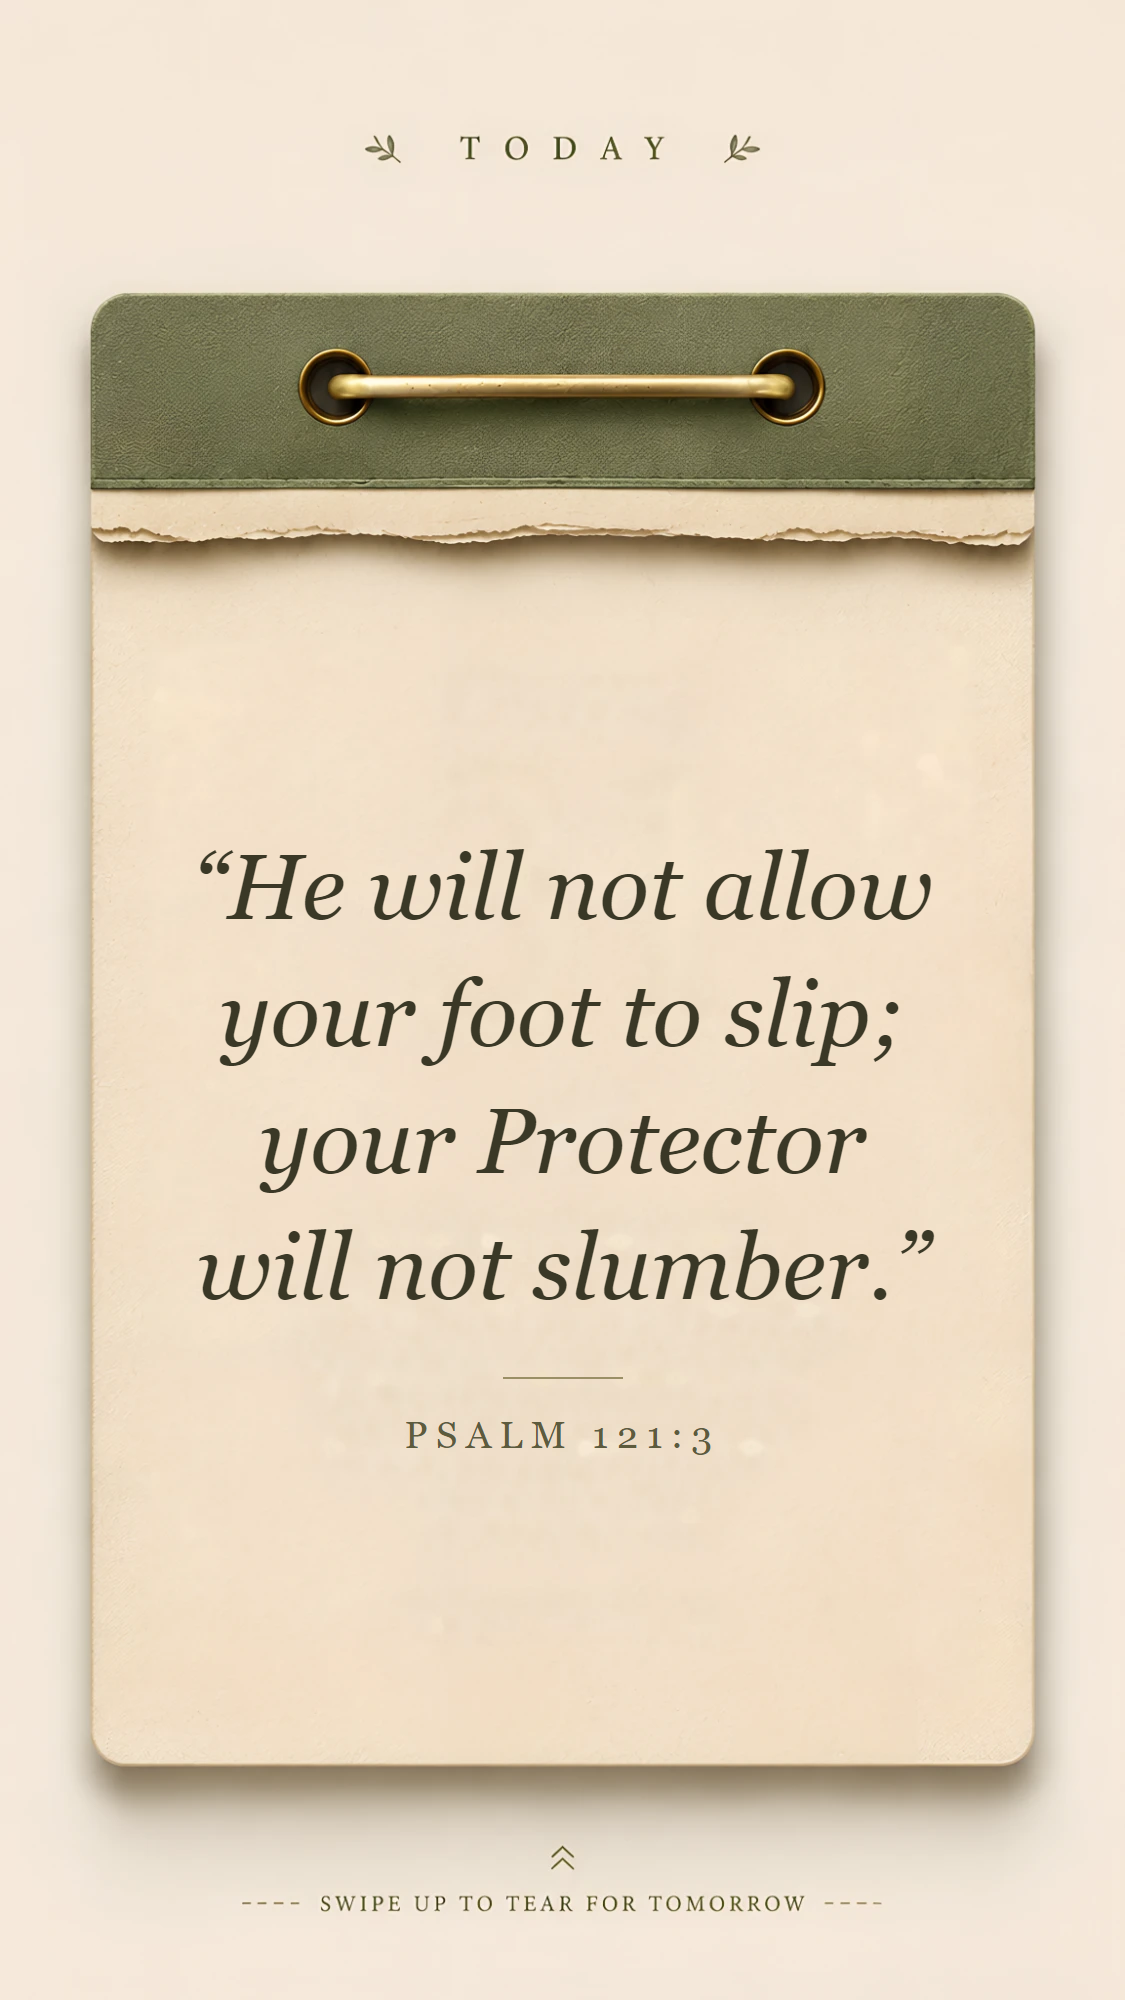 TODAY
“He will not allow
your foot to slip;
your Protector
will not slumber.”
PSALM 121:3
SWIPE UP TO TEAR FOR TOMORROW